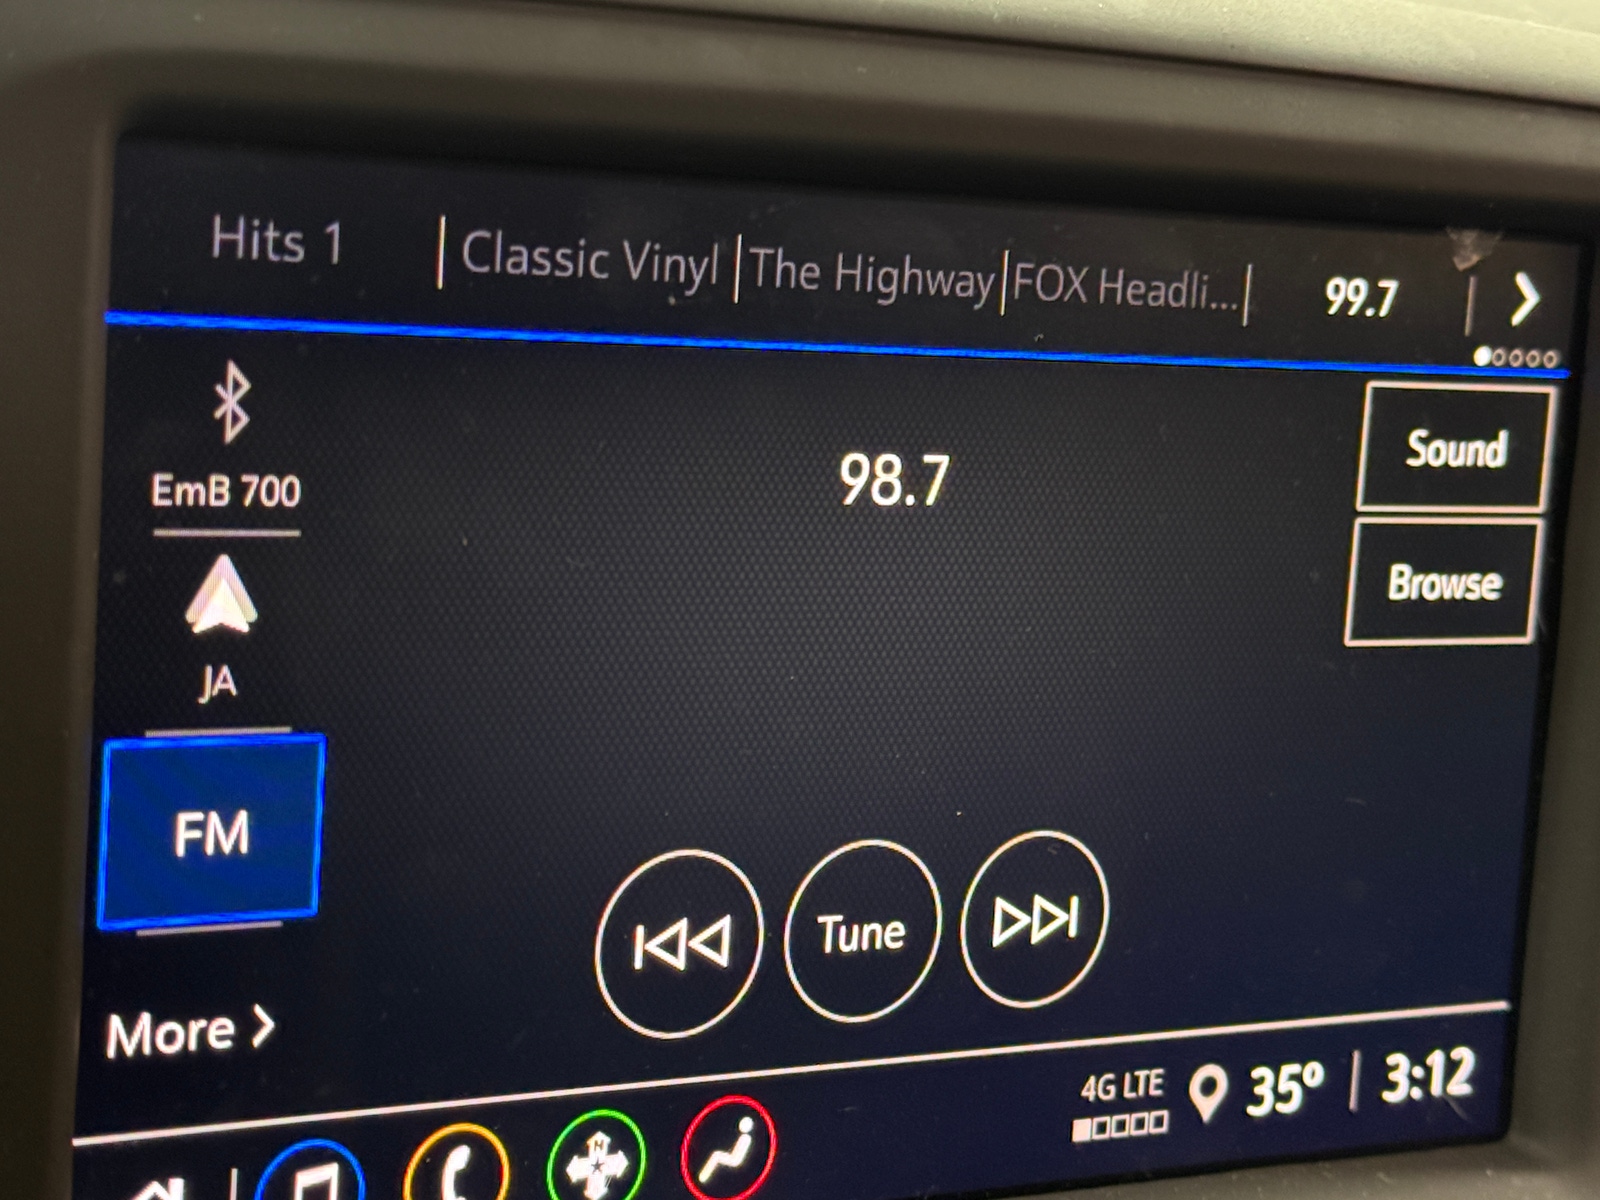 Hits 1 | Classic Vinyl | The Highway | FOX Headli... | 99.7 |
EmB 700
98.7
Sound
Browse
JA
FM
Tune
More
4G LTE
35° | 3:12
N